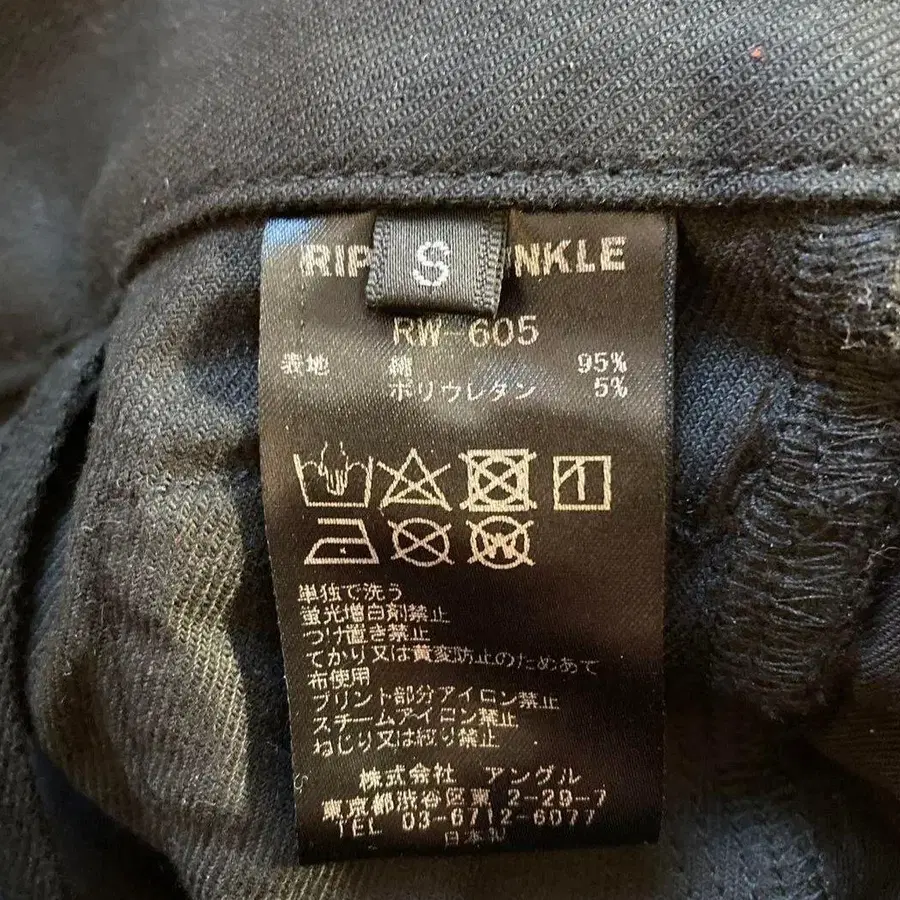 S
RIP NKLE
RW-605
表地 綿 95%
ポリウレタン 5%
単独で洗う
蛍光増白剤禁止
つけ置き禁止
てかり又は黄変防止のためあて
布使用
プリント部分アイロン禁止
スチームアイロン禁止
ねじり又は絞り禁止
株式会社 アングル
東京都渋谷区東 2-29-7
TEL 03-6712-6077
日本製